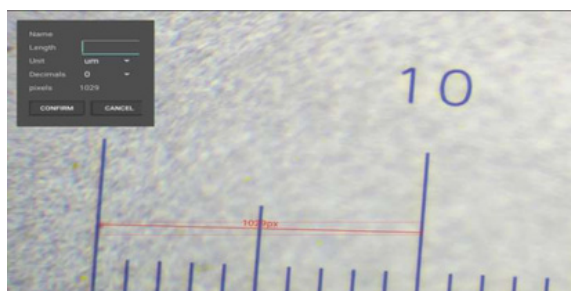 Name
Length
Unit um
Decimals 0
pixels 1029
CONFIRM CANCEL
10
1029px